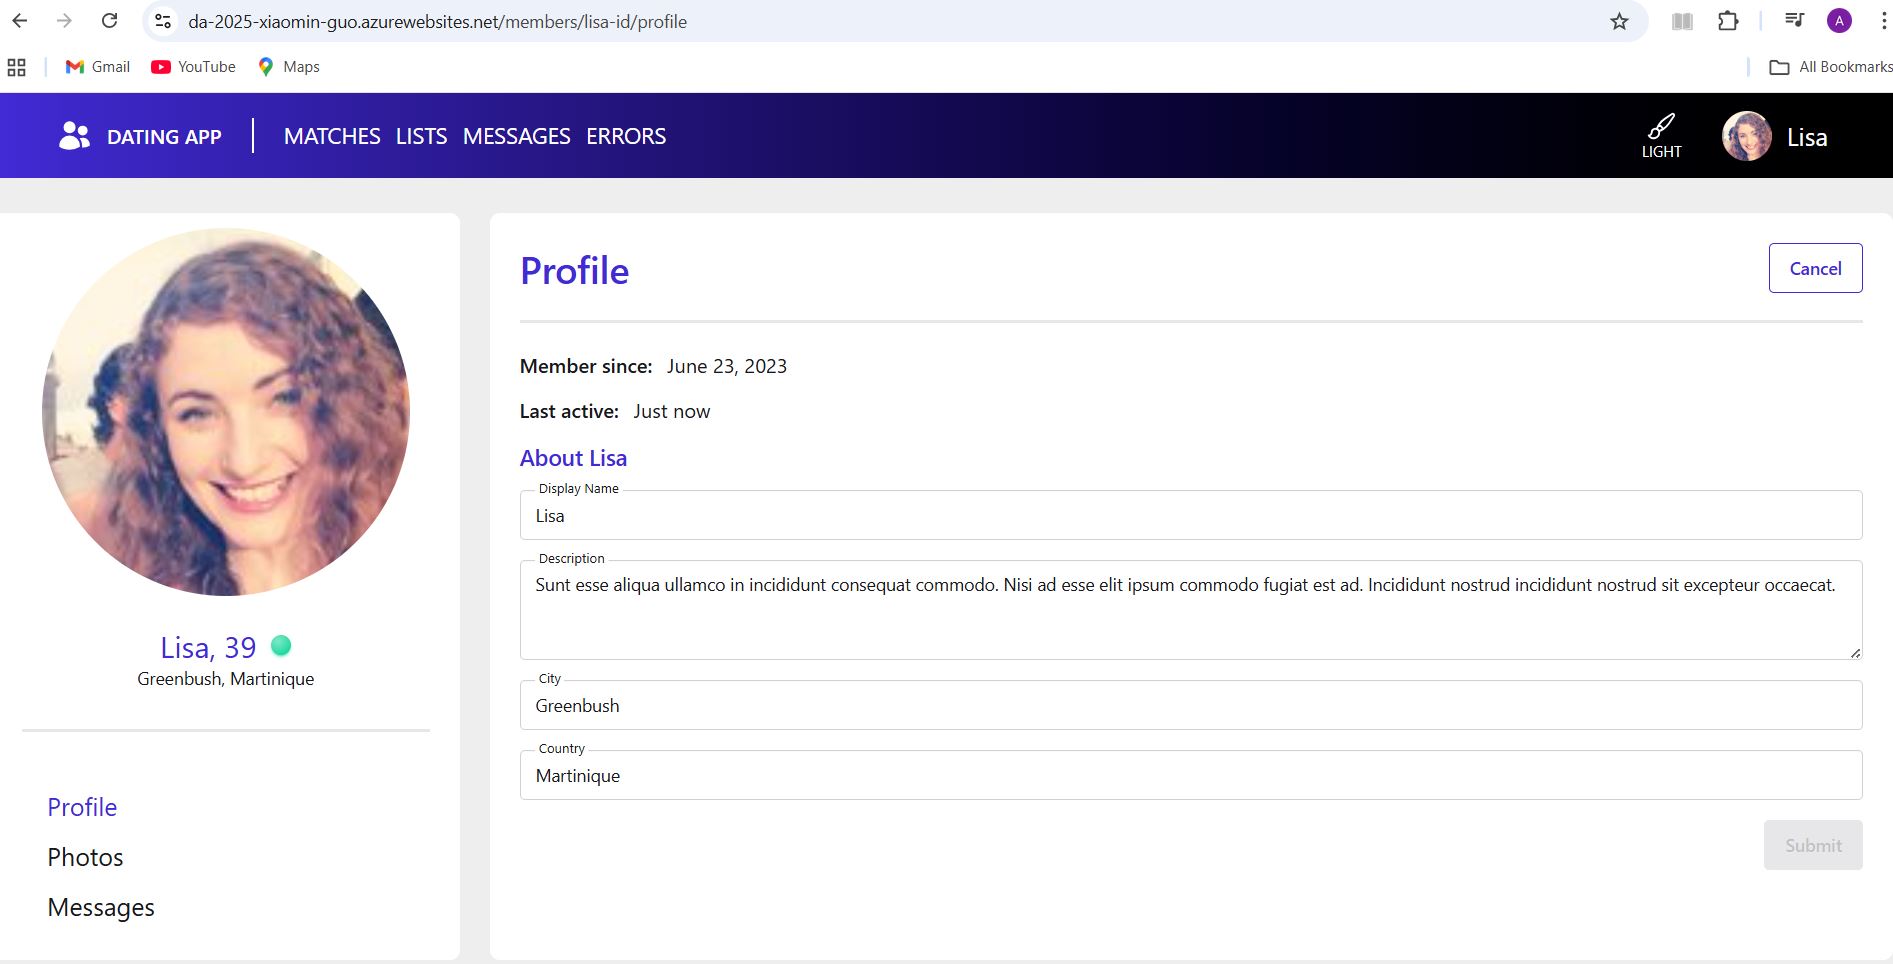 da-2025-xiaomin-guo.azurewebsites.net/members/lisa-id/profile
A
Gmail YouTube Maps All Bookmarks
DATING APP MATCHES LISTS MESSAGES ERRORS LIGHT Lisa
Lisa, 39
Greenbush, Martinique
Profile
Photos
Messages
Profile Cancel
Member since: June 23, 2023
Last active: Just now
About Lisa
Display Name
Lisa
Description
Sunt esse aliqua ullamco in incididunt consequat commodo. Nisi ad esse elit ipsum commodo fugiat est ad. Incididunt nostrud incididunt nostrud sit excepteur occaecat.
City
Greenbush
Country
Martinique
Submit